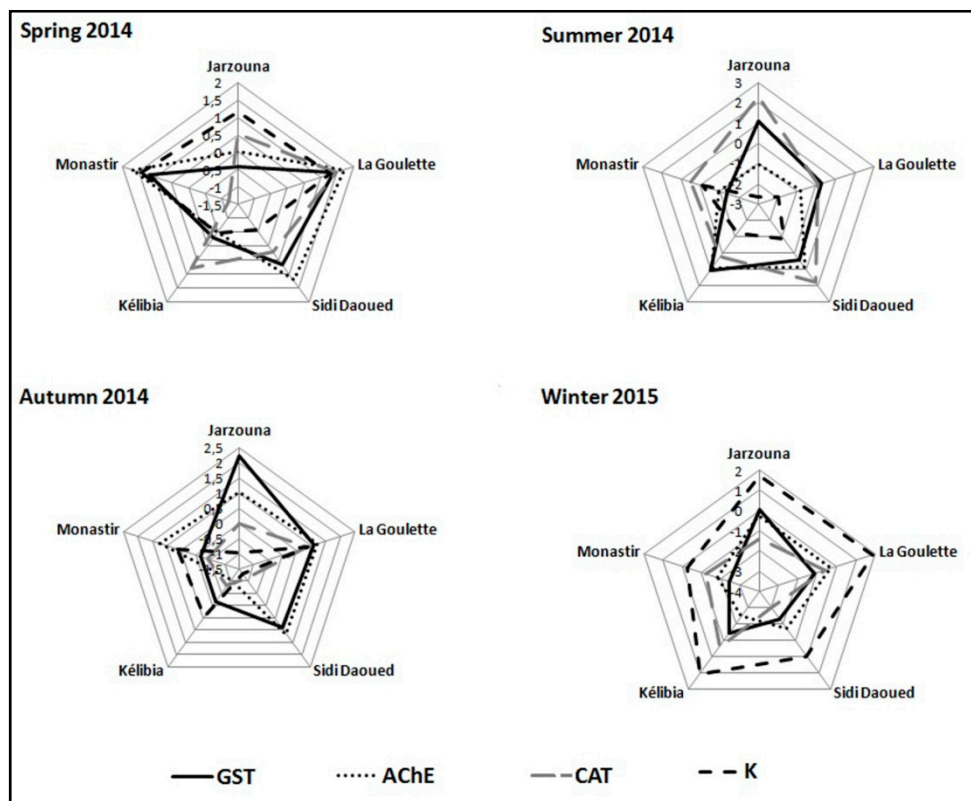 Spring 2014
Jarzouna
2
1,5
1
0,5
0
0,5
-1
-1,5
Monastir
La Goulette
Kélibia
Sidi Daoued
Summer 2014
Jarzouna
3
2
1
0
-1
-2
-3
Monastir
La Goulette
Kélibia
Sidi Daoued
Autumn 2014
Jarzouna
2,5
2
1,5
1
0,5
0
Monastir
La Goulette
Kélibia
Sidi Daoued
Winter 2015
Jarzouna
2
1
0
-1
-2
-3
-4
Monastir
La Goulette
Kélibia
Sidi Daoued
GST AChE CAT K